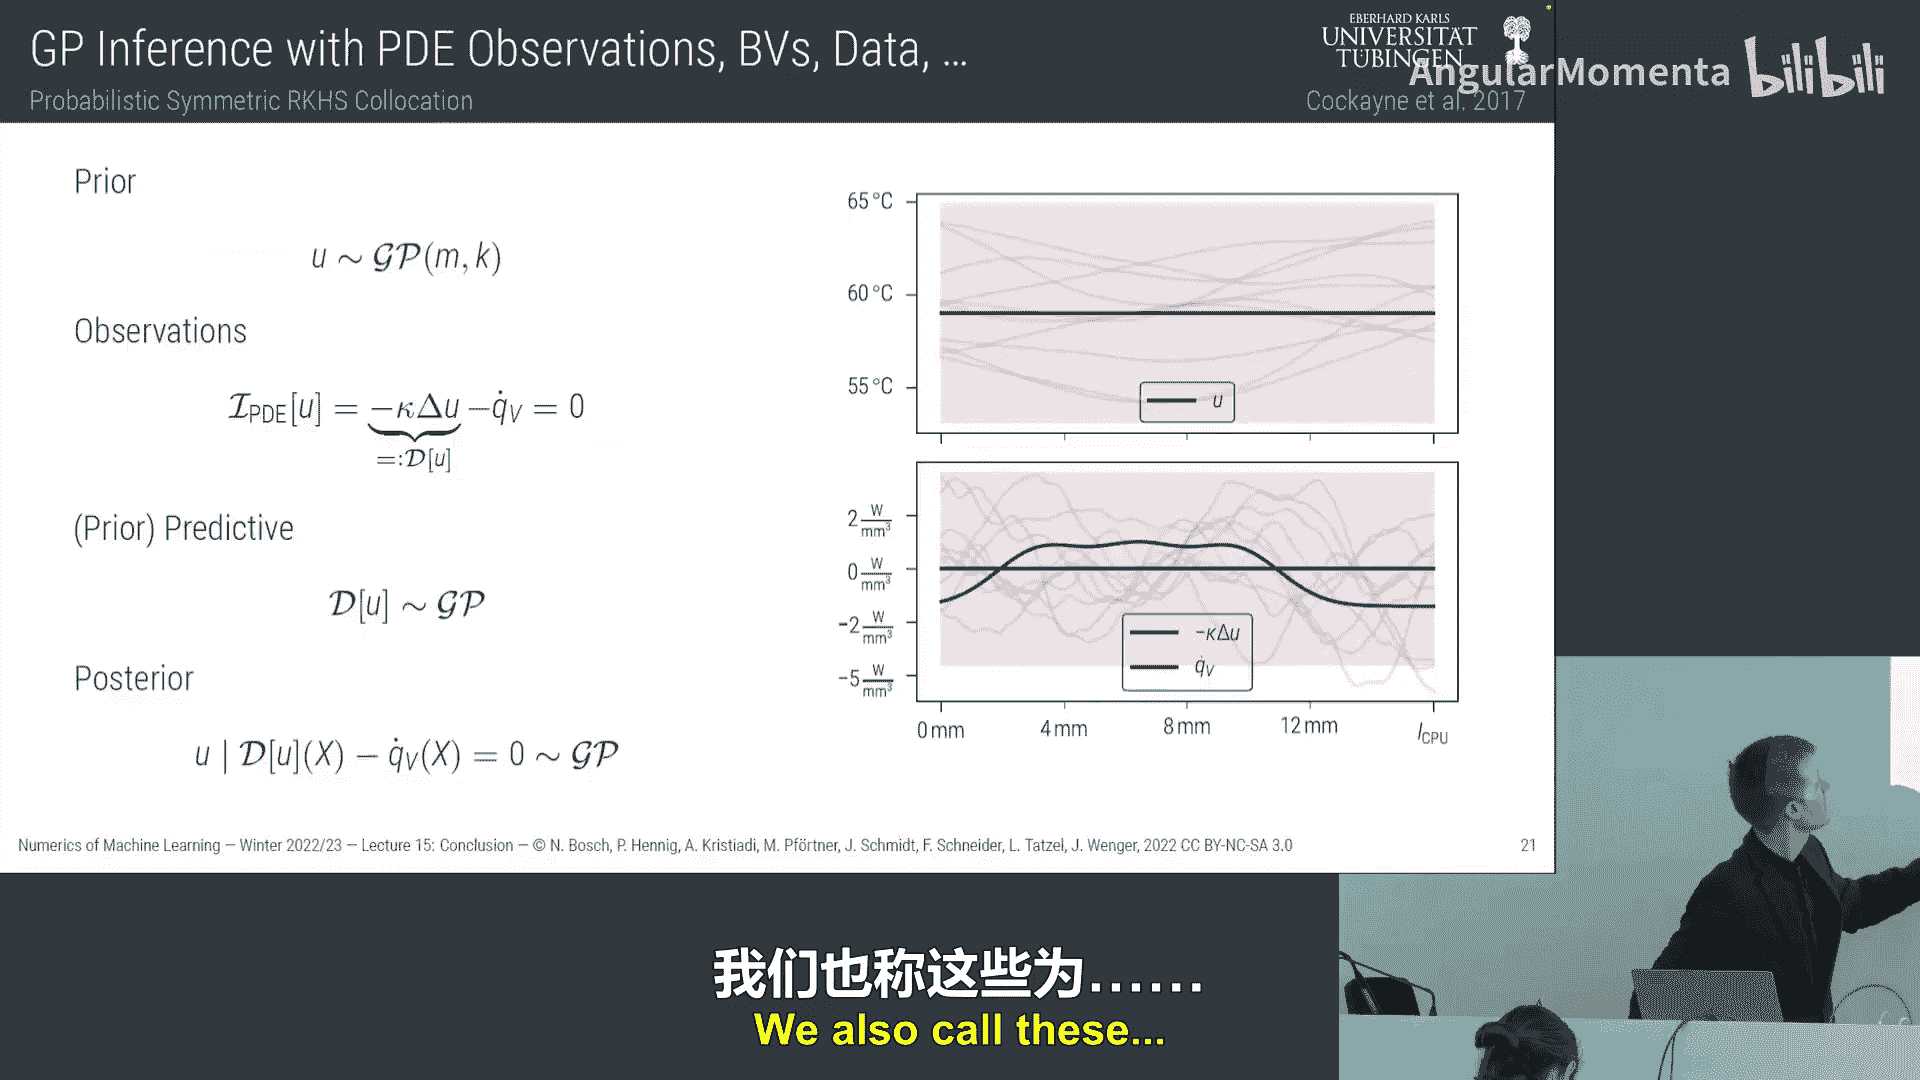 GP Inference with PDE Observations, BVs, Data, ...
Probabilistic Symmetric RKHS Collocation
EBERHARD KARLS
UNIVERSITÄT
TÜBINGEN
Cockayne et al. 2017
AngularMomenta bilibili
Prior
u ∼ 𝒢𝒫(m, k)
Observations
ℐ_PDE[u] = −κΔu − q̇_V = 0
=: 𝒟[u]
(Prior) Predictive
𝒟[u] ∼ 𝒢𝒫
Posterior
u | 𝒟[u](X) − q̇_V(X) = 0 ∼ 𝒢𝒫
65 °C
60 °C
55 °C
u
2 W/mm³
0 W/mm³
−2 W/mm³
−5 W/mm³
−κΔu
q̇_V
0 mm 4 mm 8 mm 12 mm l_CPU
Numerics of Machine Learning — Winter 2022/23 — Lecture 15: Conclusion — © N. Bosch, P. Hennig, A. Kristiadi, M. Pförtner, J. Schmidt, F. Schneider, L. Tatzel, J. Wenger, 2022 CC BY-NC-SA 3.0
21
我们也称这些为……
We also call these...